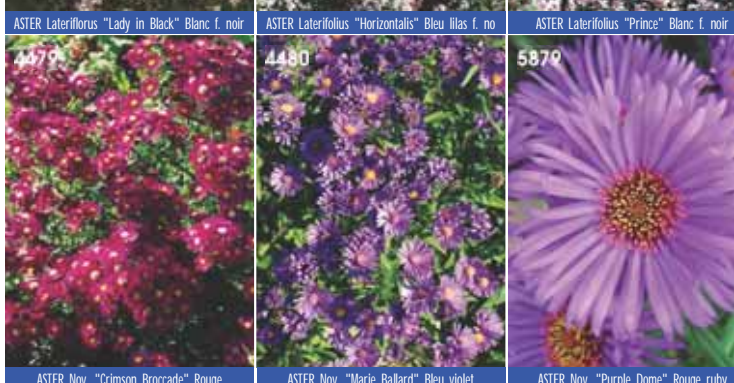 ASTER Lateriflorus "Lady in Black" Blanc f. noir
ASTER Laterifolius "Horizontalis" Bleu lilas f. no
ASTER Laterifolius "Prince" Blanc f. noir
4479
4480
5879
ASTER Nov. "Crimson Broccade" Rouge
ASTER Nov. "Marie Ballard" Bleu violet
ASTER Nov. "Purple Dome" Rouge ruby